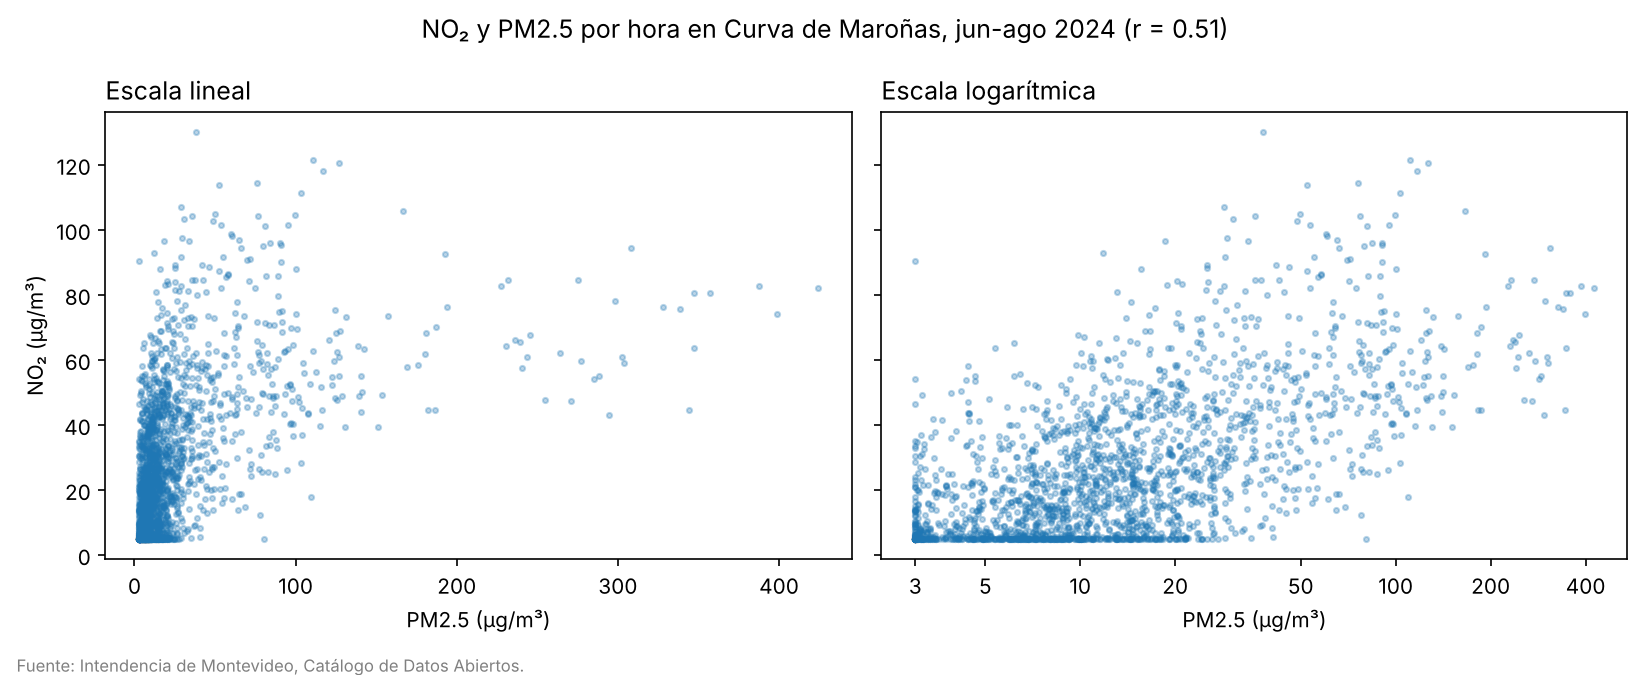 NO₂ y PM2.5 por hora en Curva de Maroñas, jun-ago 2024 (r = 0.51)
Escala lineal
NO₂ (µg/m³)
120
100
80
60
40
20
0
0 100 200 300 400
PM2.5 (µg/m³)
Escala logarítmica
3 5 10 20 50 100 200 400
PM2.5 (µg/m³)
Fuente: Intendencia de Montevideo, Catálogo de Datos Abiertos.